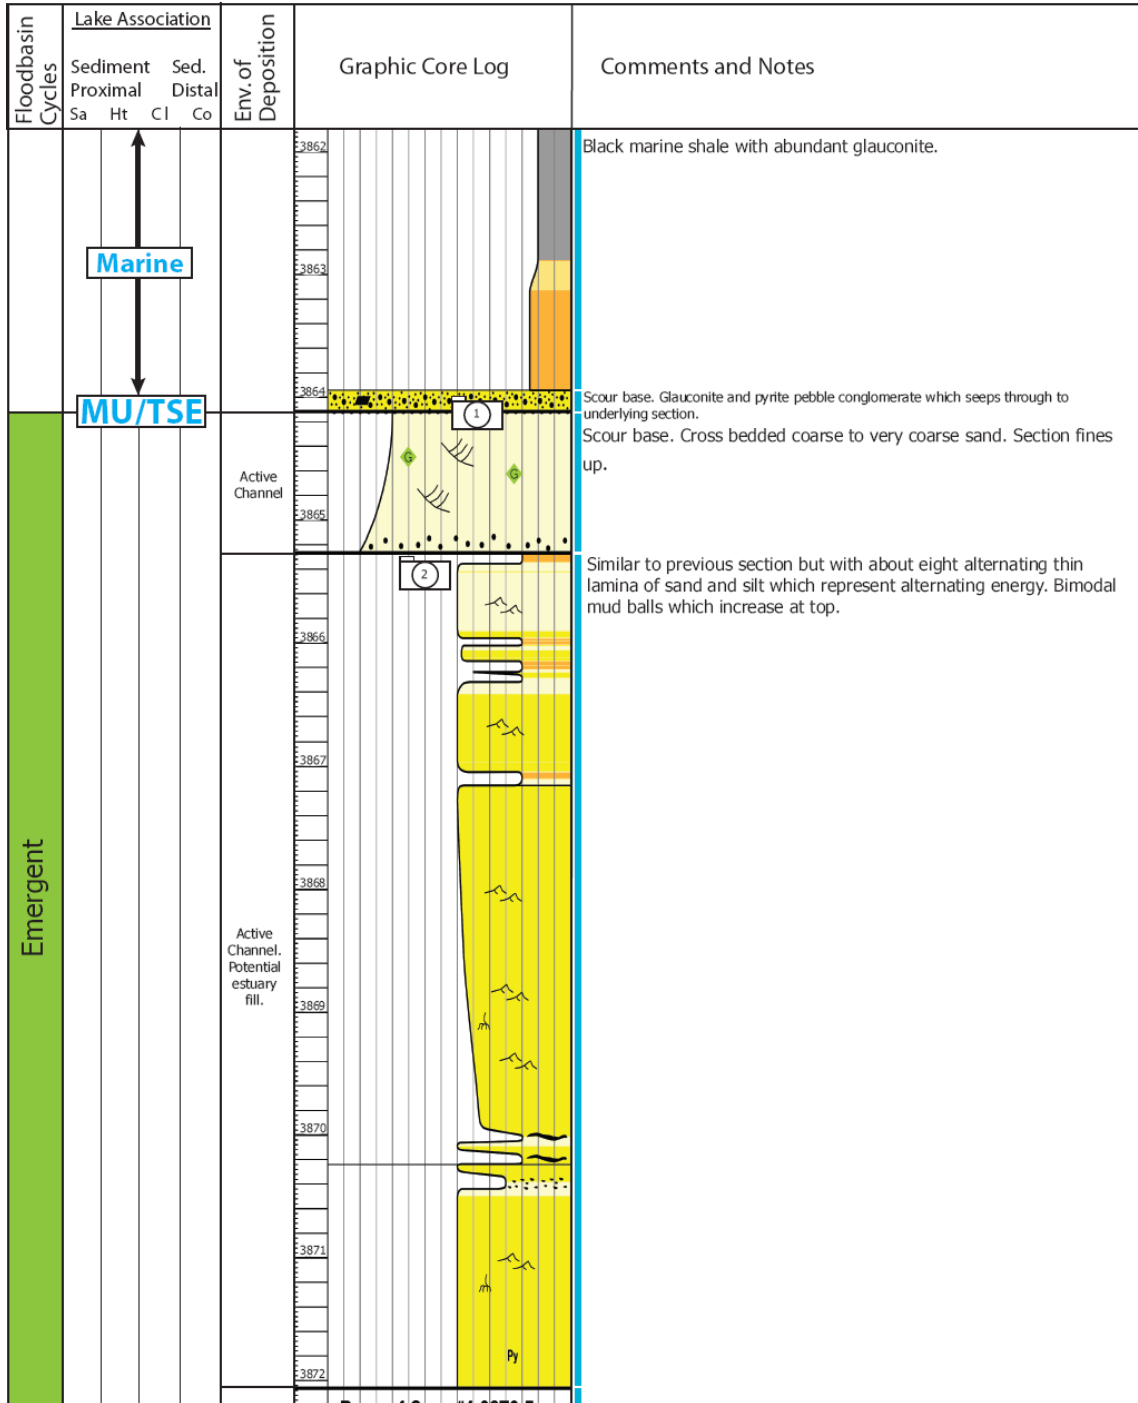 Floodbasin
Cycles
Lake Association
Sediment Sed.
Proximal Distal
Sa Ht Cl Co
Env. of
Deposition
Graphic Core Log
Comments and Notes
3862
Black marine shale with abundant glauconite.
Marine
3863
3864
Scour base. Glauconite and pyrite pebble conglomerate which seeps through to
underlying section.
MU/TSE
1
Scour base. Cross bedded coarse to very coarse sand. Section fines
up.
G
G
Active
Channel
3865
2
Similar to previous section but with about eight alternating thin
lamina of sand and silt which represent alternating energy. Bimodal
mud balls which increase at top.
3866
3867
Emergent
3868
Active
Channel.
Potential
estuary
fill.
3869
3870
3871
Py
3872